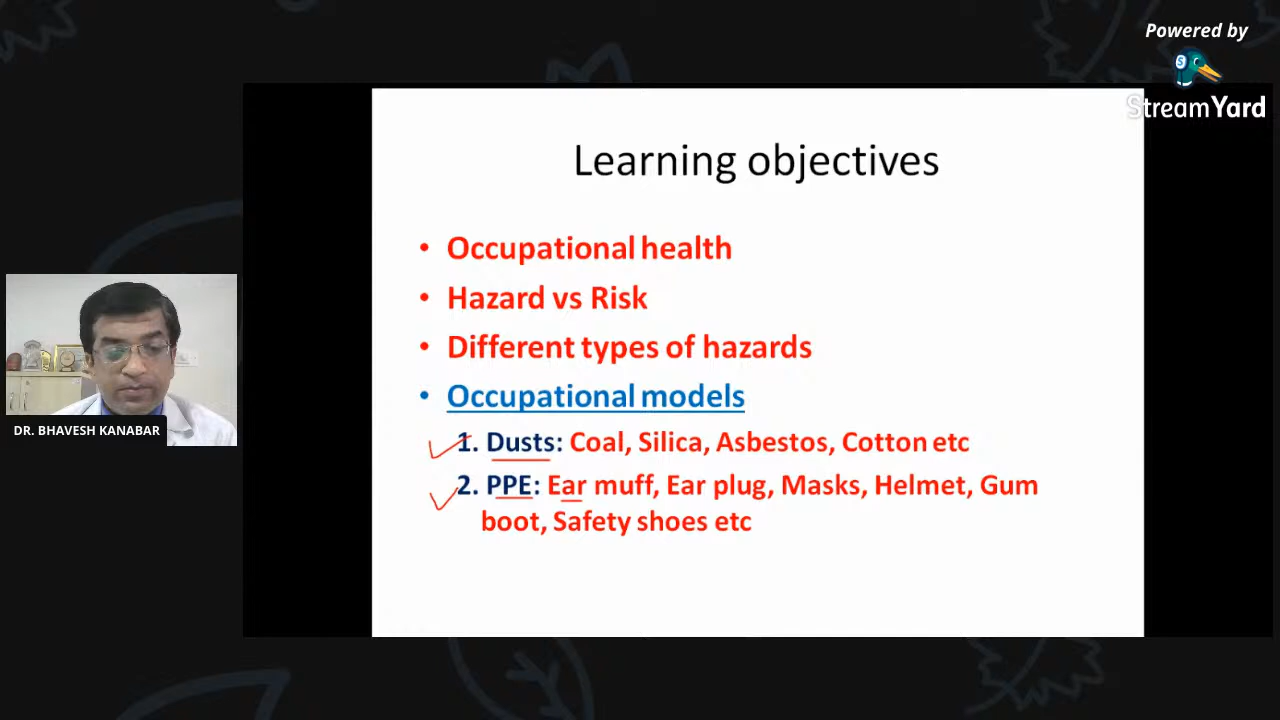 Powered by
StreamYard
Learning objectives
• Occupational health
• Hazard vs Risk
• Different types of hazards
• Occupational models
1. Dusts: Coal, Silica, Asbestos, Cotton etc
2. PPE: Ear muff, Ear plug, Masks, Helmet, Gum
boot, Safety shoes etc
DR. BHAVESH KANABAR